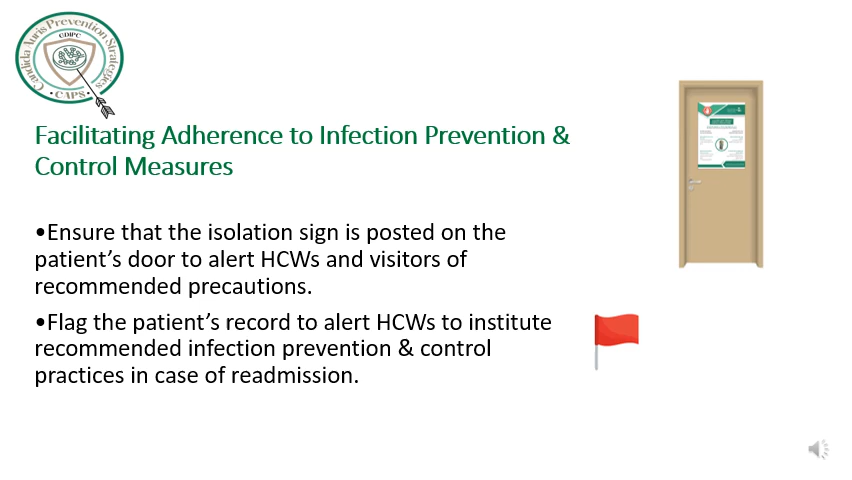 Candida Auris Prevention Strategies
GDIPC
• CAPS •
Facilitating Adherence to Infection Prevention &
Control Measures
•Ensure that the isolation sign is posted on the
patient’s door to alert HCWs and visitors of
recommended precautions.
•Flag the patient’s record to alert HCWs to institute
recommended infection prevention & control
practices in case of readmission.